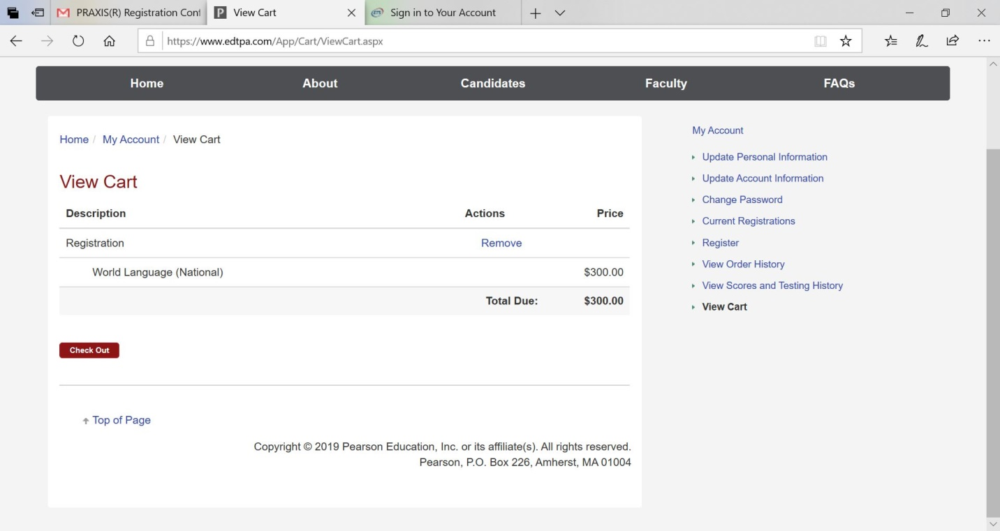 PRAXIS(R) Registration Conf
View Cart
Sign in to Your Account
https://www.edtpa.com/App/Cart/ViewCart.aspx
Home About Candidates Faculty FAQs
Home / My Account / View Cart
View Cart
Description Actions Price
Registration Remove
World Language (National) $300.00
Total Due: $300.00
Check Out
Top of Page
Copyright © 2019 Pearson Education, Inc. or its affiliate(s). All rights reserved.
Pearson, P.O. Box 226, Amherst, MA 01004
My Account
Update Personal Information
Update Account Information
Change Password
Current Registrations
Register
View Order History
View Scores and Testing History
View Cart